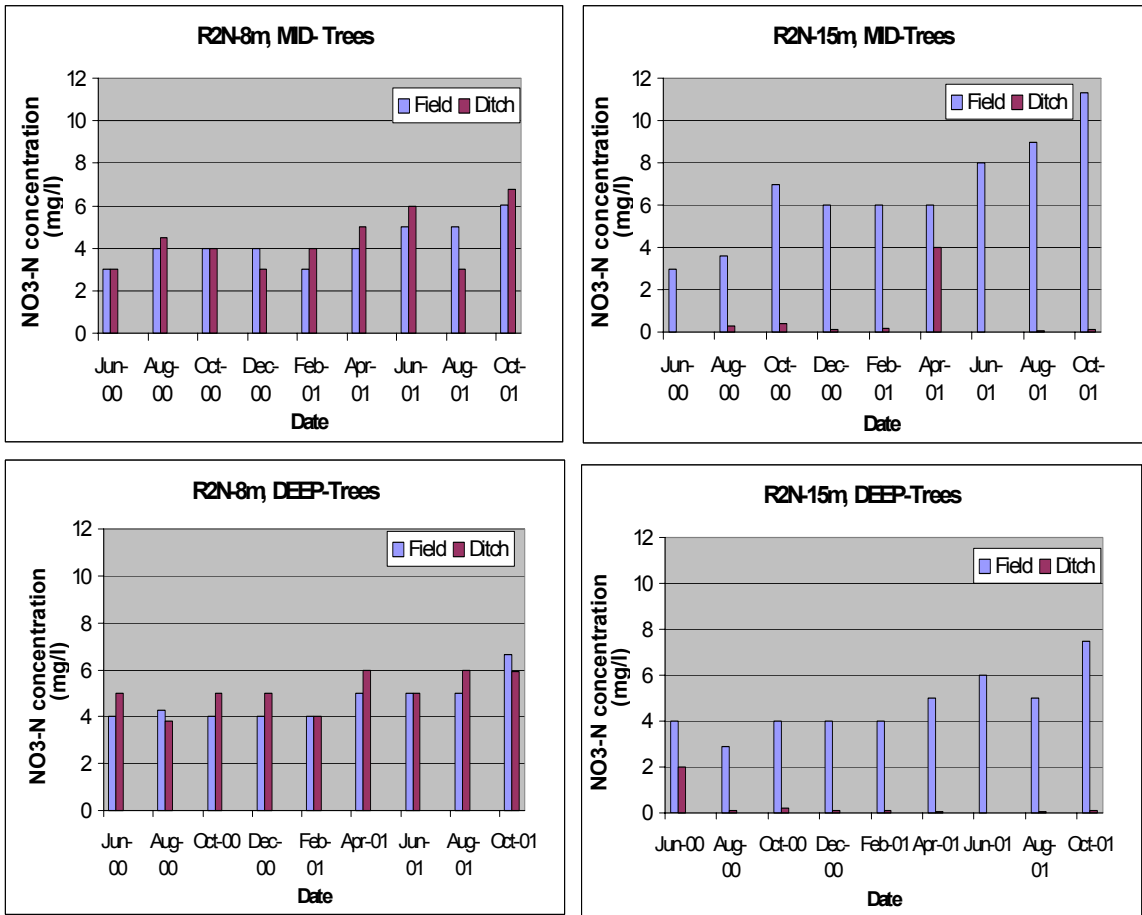 R2N-8m, MID- Trees
Field Ditch
NO3-N concentration
(mg/l)
12
10
8
6
4
2
0
Jun-00 Aug-00 Oct-00 Dec-00 Feb-01 Apr-01 Jun-01 Aug-01 Oct-01
Date
R2N-15m, MID-Trees
Field Ditch
NO3-N concentration
(mg/l)
12
10
8
6
4
2
0
Jun-00 Aug-00 Oct-00 Dec-00 Feb-01 Apr-01 Jun-01 Aug-01 Oct-01
Date
R2N-8m, DEEP-Trees
Field Ditch
NO3-N concentration
(mg/l)
12
10
8
6
4
2
0
Jun-00 Aug-00 Oct-00 Dec-00 Feb-01 Apr-01 Jun-01 Aug-01 Oct-01
Date
R2N-15m, DEEP-Trees
Field Ditch
NO3-N concentration
(mg/l)
12
10
8
6
4
2
0
Jun-00 Aug-00 Oct-00 Dec-00 Feb-01 Apr-01 Jun-01 Aug-01 Oct-01
Date